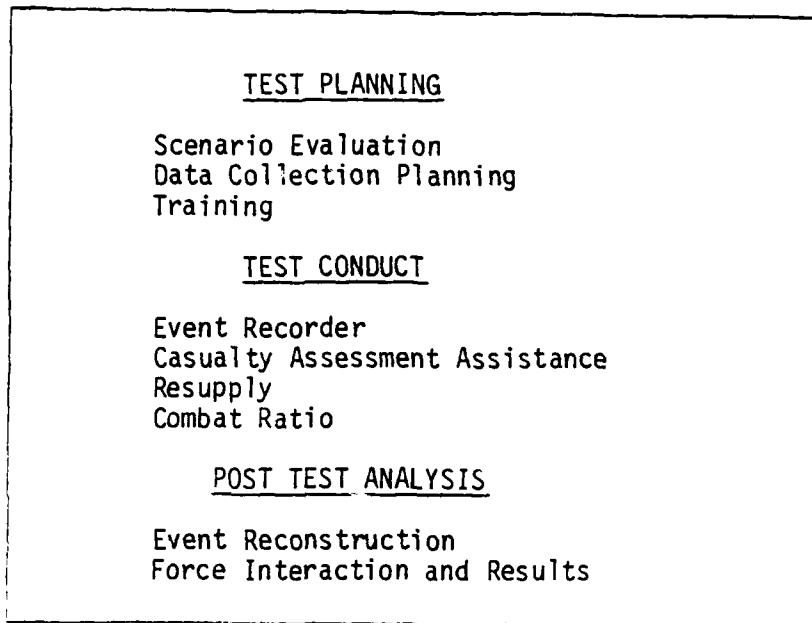 TEST PLANNING
Scenario Evaluation
Data Collection Planning
Training
TEST CONDUCT
Event Recorder
Casualty Assessment Assistance
Resupply
Combat Ratio
POST TEST ANALYSIS
Event Reconstruction
Force Interaction and Results